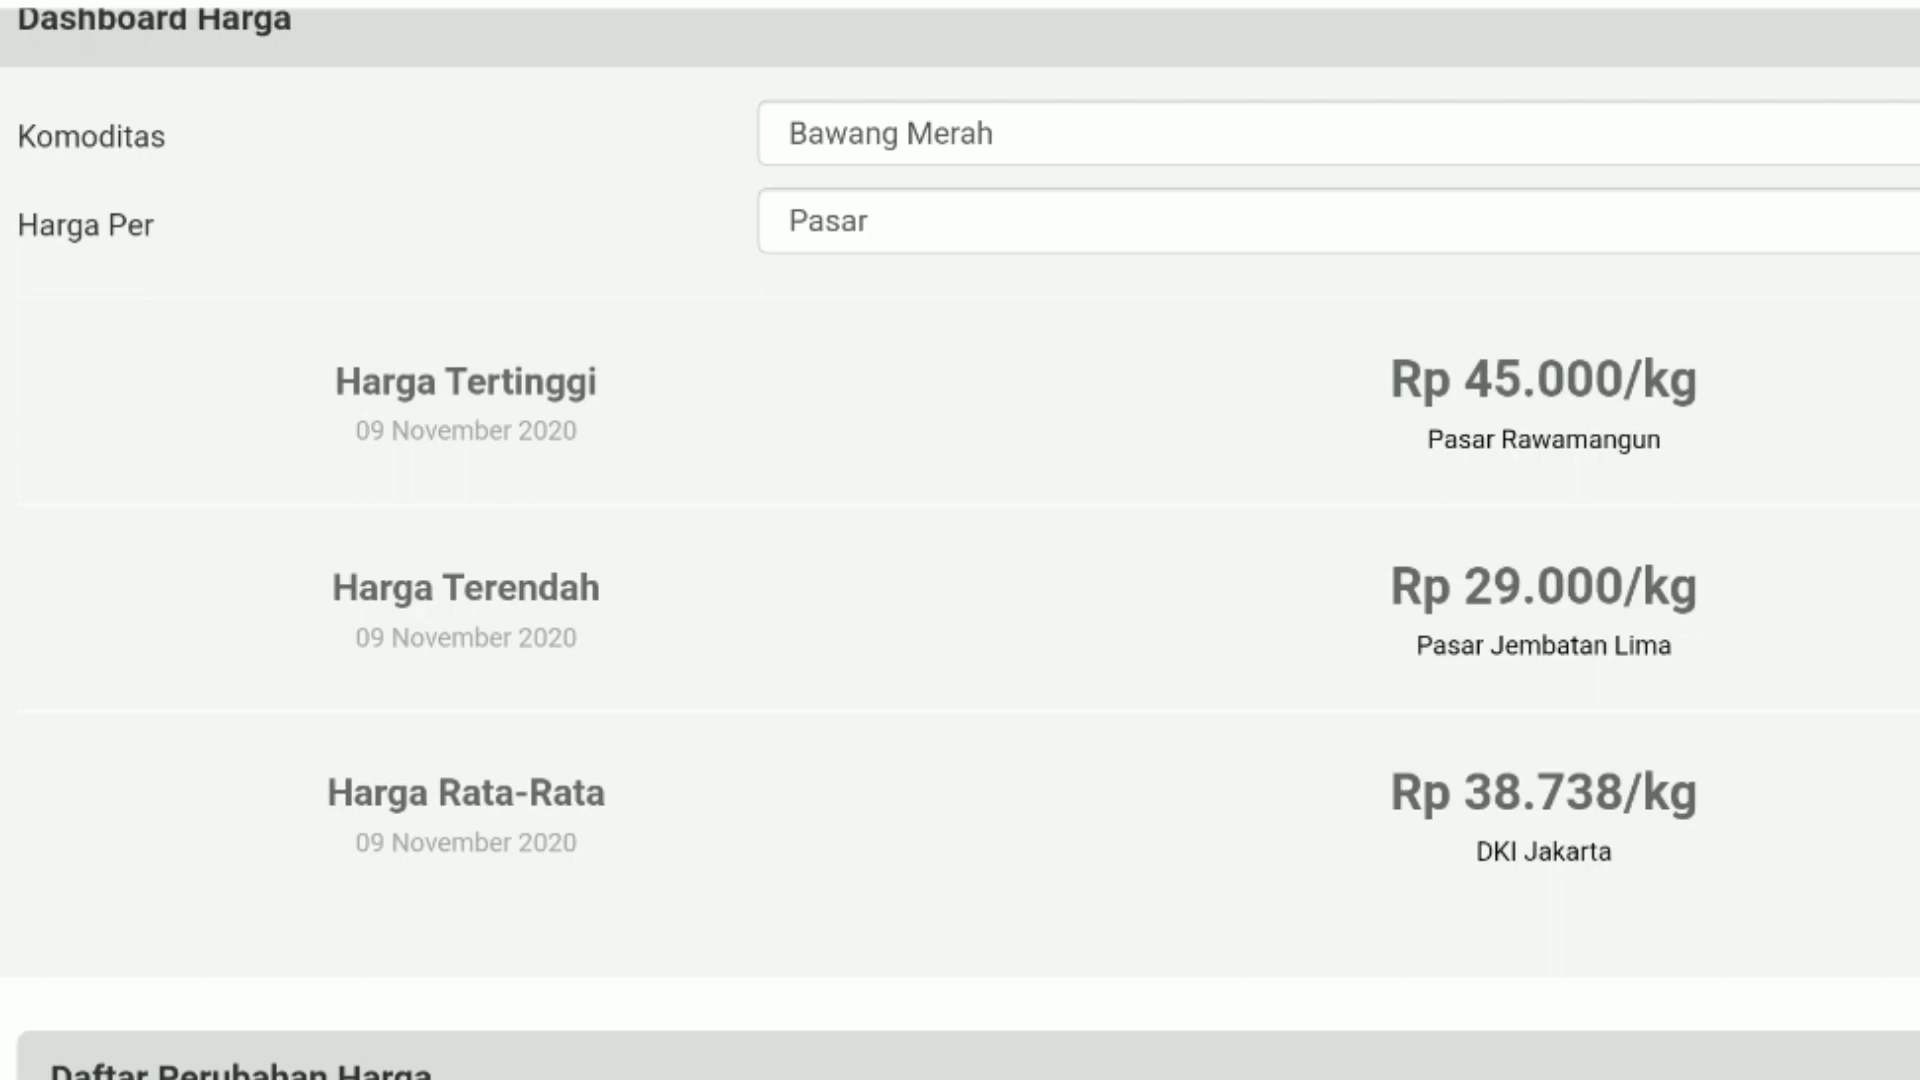 Dashboard Harga
Komoditas
Bawang Merah
Harga Per
Pasar
Harga Tertinggi
09 November 2020
Rp 45.000/kg
Pasar Rawamangun
Harga Terendah
09 November 2020
Rp 29.000/kg
Pasar Jembatan Lima
Harga Rata-Rata
09 November 2020
Rp 38.738/kg
DKI Jakarta
Daftar Perubahan Harga